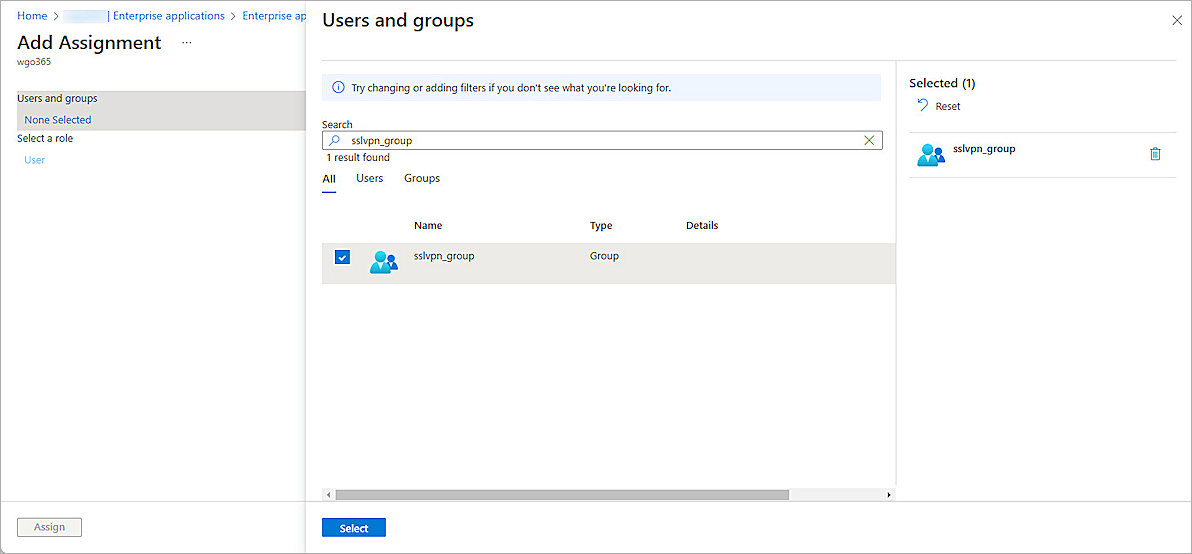 Home > | Enterprise applications > Enterprise ap
Add Assignment ...
wgo365
Users and groups
None Selected
Select a role
User
Assign
Users and groups
Try changing or adding filters if you don't see what you're looking for.
Search
sslvpn_group
1 result found
All Users Groups
Name Type Details
sslvpn_group Group
Select
Selected (1)
Reset
sslvpn_group